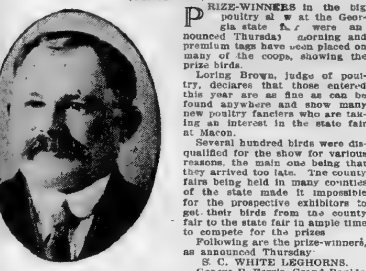 PRIZE-WINNERS in the big
poultry at the Geor-
gia state were an
nounced Thursday morning and
premium tags have been placed on
many of the coops, showing the
prize birds.
Loring Brown, judge of poul-
try, declares that those entered
this year are as fine as can be
found anywhere and show many
new poultry fanciers who are tak-
ing an interest in the state fair
at Macon.
Several hundred birds were dis-
qualified for the show for various
reasons, the main one being that
they arrived too late. The county
fairs being held in many counties
of the state made it impossible
for the prospective exhibitors to
get their birds from the county
fair to the state fair in ample time
to compete for the prizes
Following are the prize-winners,
as announced Thursday
S. C. WHITE LEGHORNS.